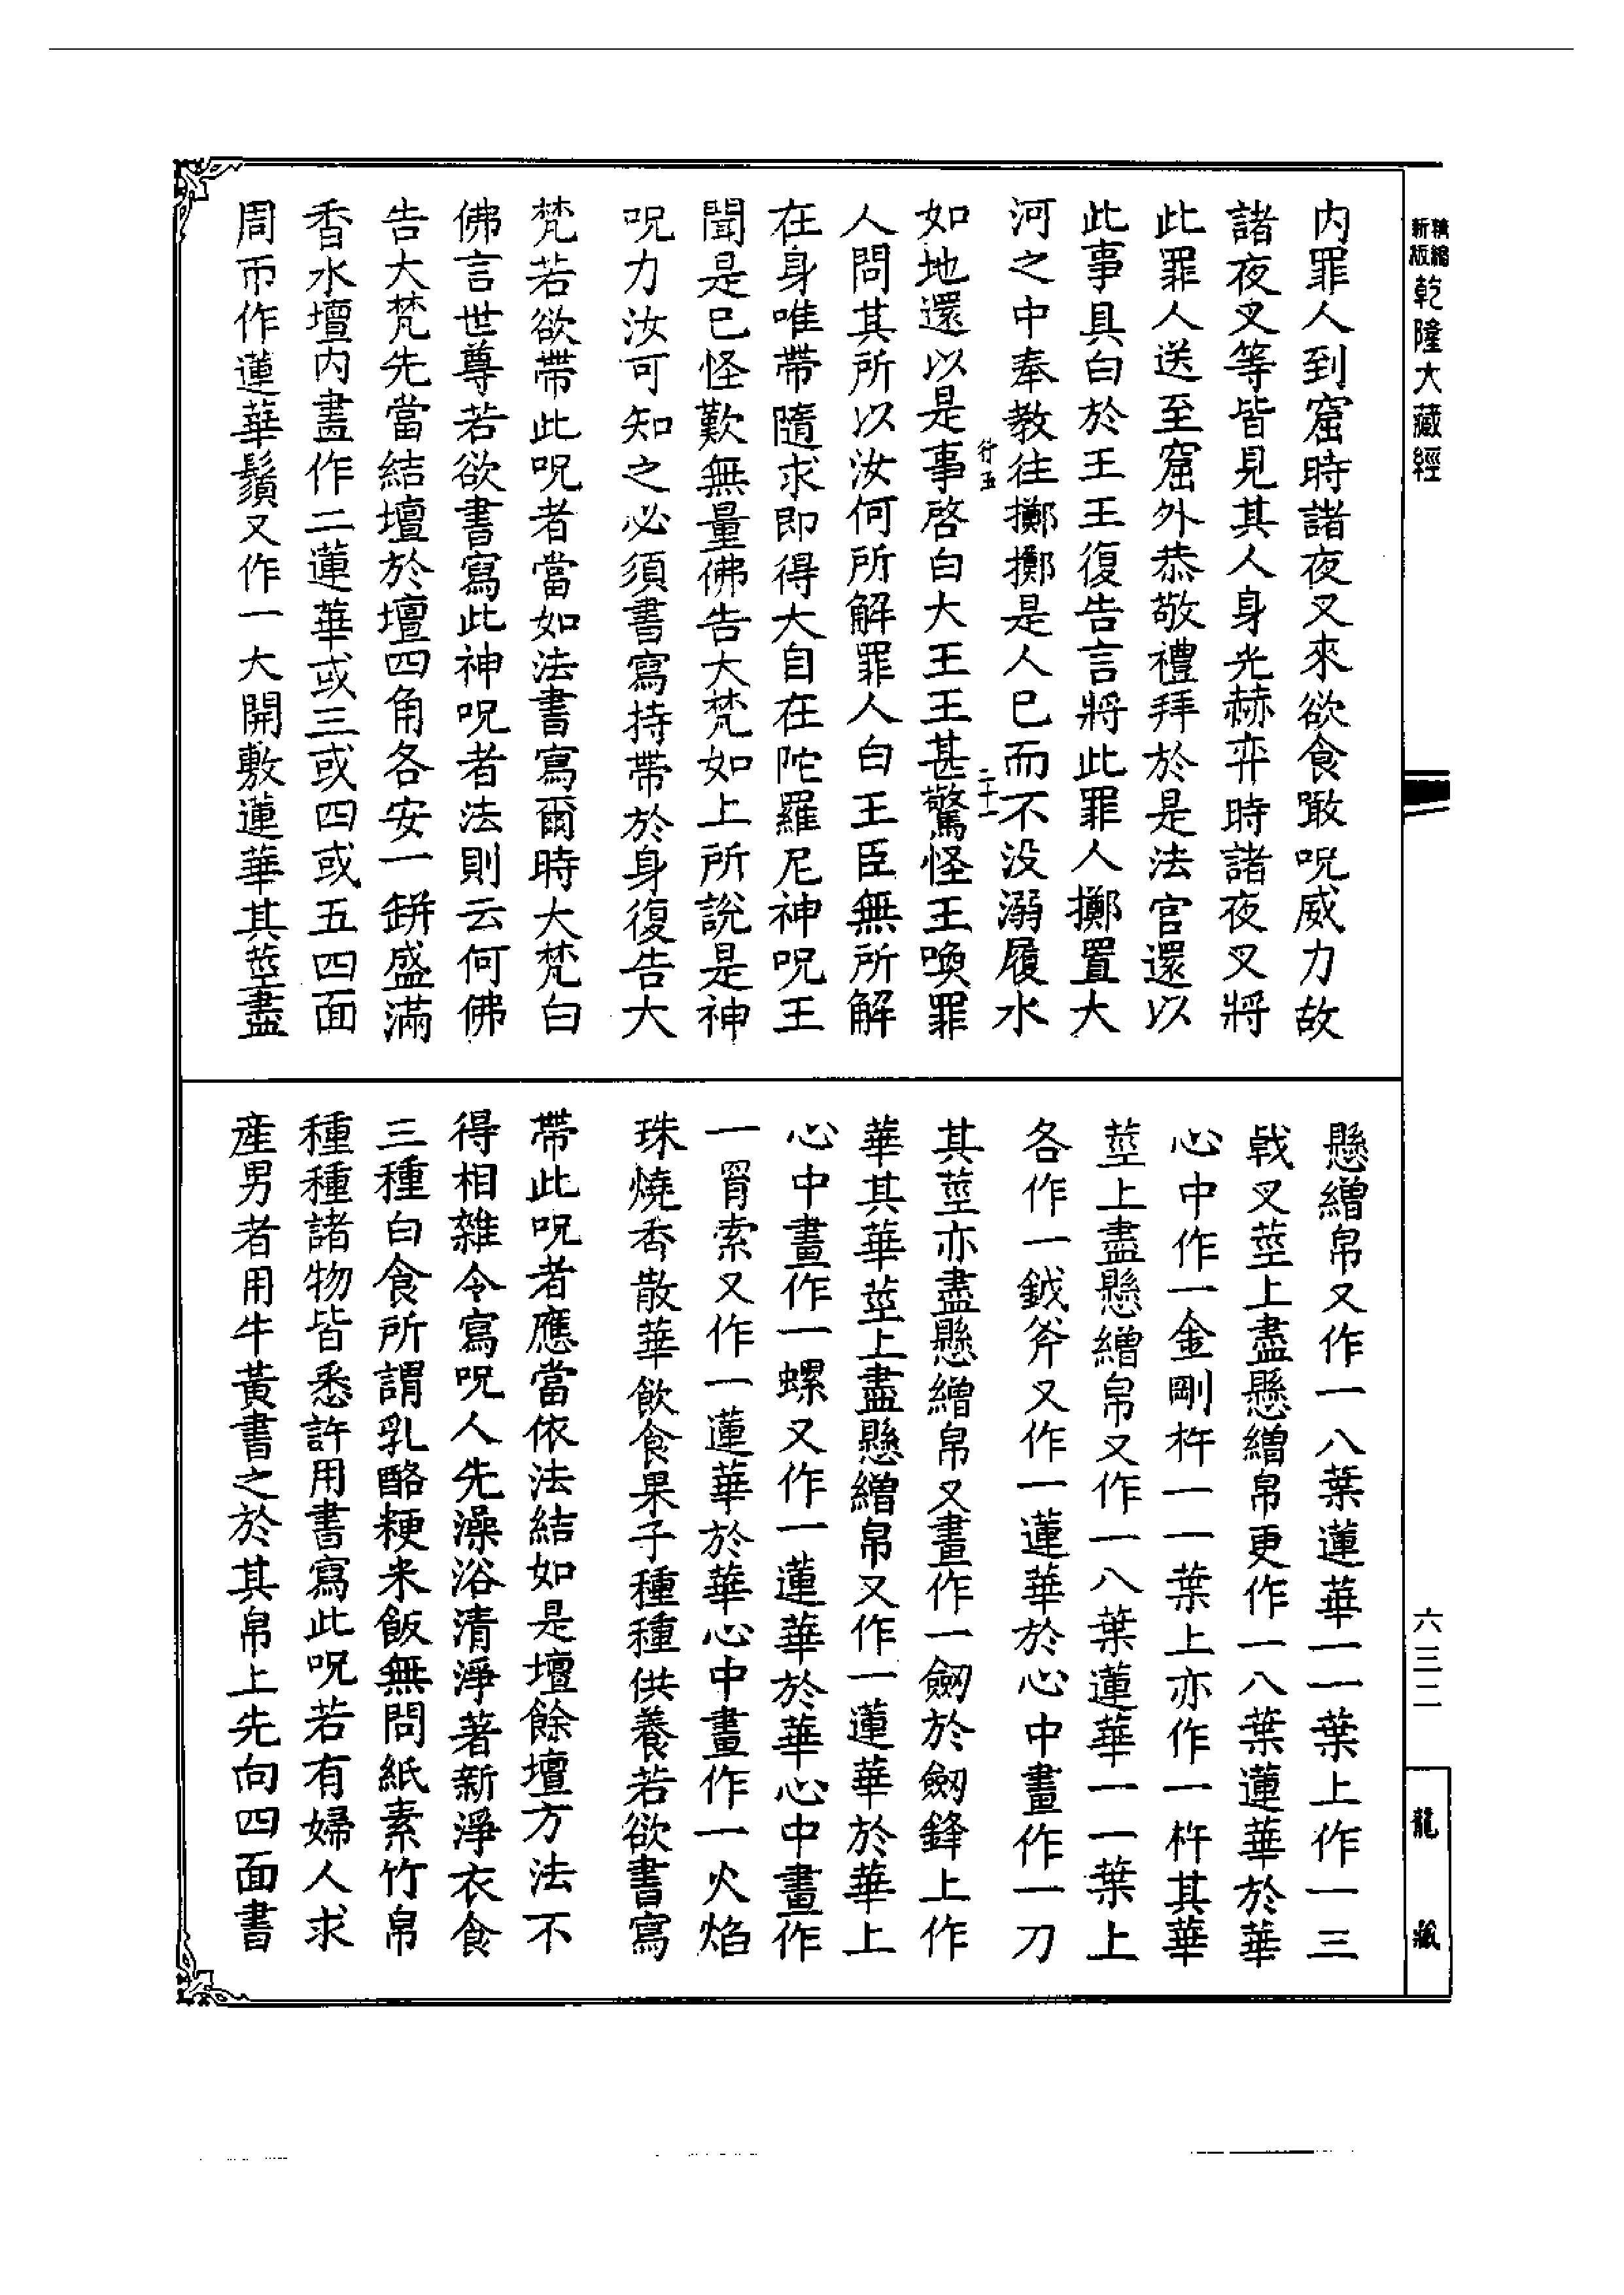 新編縮版
乾隆大藏經
內罪人到窟時諸夜叉來欲食噉呪威力故
諸夜叉等皆見其人身光赫弈時諸夜叉將
此罪人送至窟外恭敬禮拜於是法官還以
此事具白於王王復告言將此罪人擲置大
河之中奉教往擲擲是人已而不沒溺履水
行五
二十一
如地還以是事啓白大王王甚驚怪王喚罪
人問其所以汝何所解罪人白王臣無所解
在身唯帶隨求即得大自在陀羅尼神呪王
聞是已怪歎無量佛告大梵如上所說是神
呪力汝可知之必須書寫持帶於身復告大
梵若欲帶此呪者當如法書寫爾時大梵白
佛言世尊若欲書寫此神呪者法則云何佛
告大梵先當結壇於壇四角各安一缾盛滿
香水壇內畫作二蓮華或三或四或五四面
周帀作蓮華鬚又作一大開敷蓮華其莖盡
懸繒帛又作一八葉蓮華一一葉上作一三
戟叉莖上盡懸繒帛更作一八葉蓮華於華
心中作一金剛杵一一葉上亦作一杵其華
莖上盡懸繒帛又作一八葉蓮華一一葉上
各作一鉞斧又作一蓮華於心中畫作一刀
其莖亦盡懸繒帛又畫作一劒於劒鋒上作
華其華莖上盡懸繒帛又作一蓮華於華上
心中畫作一螺又作一蓮華於華心中畫作
一罥索又作一蓮華於華心中畫作一火焰
珠燒香散華飲食果子種種供養若欲書寫
帶此呪者應當依法結如是壇餘壇方法不
得相雜令寫呪人先澡浴清淨著新淨衣食
三種白食所謂乳酪粳米飯無問紙素竹帛
種種諸物皆悉許用書寫此呪若有婦人求
產男者用牛黃書之於其帛上先向四面書
六三二
龍藏